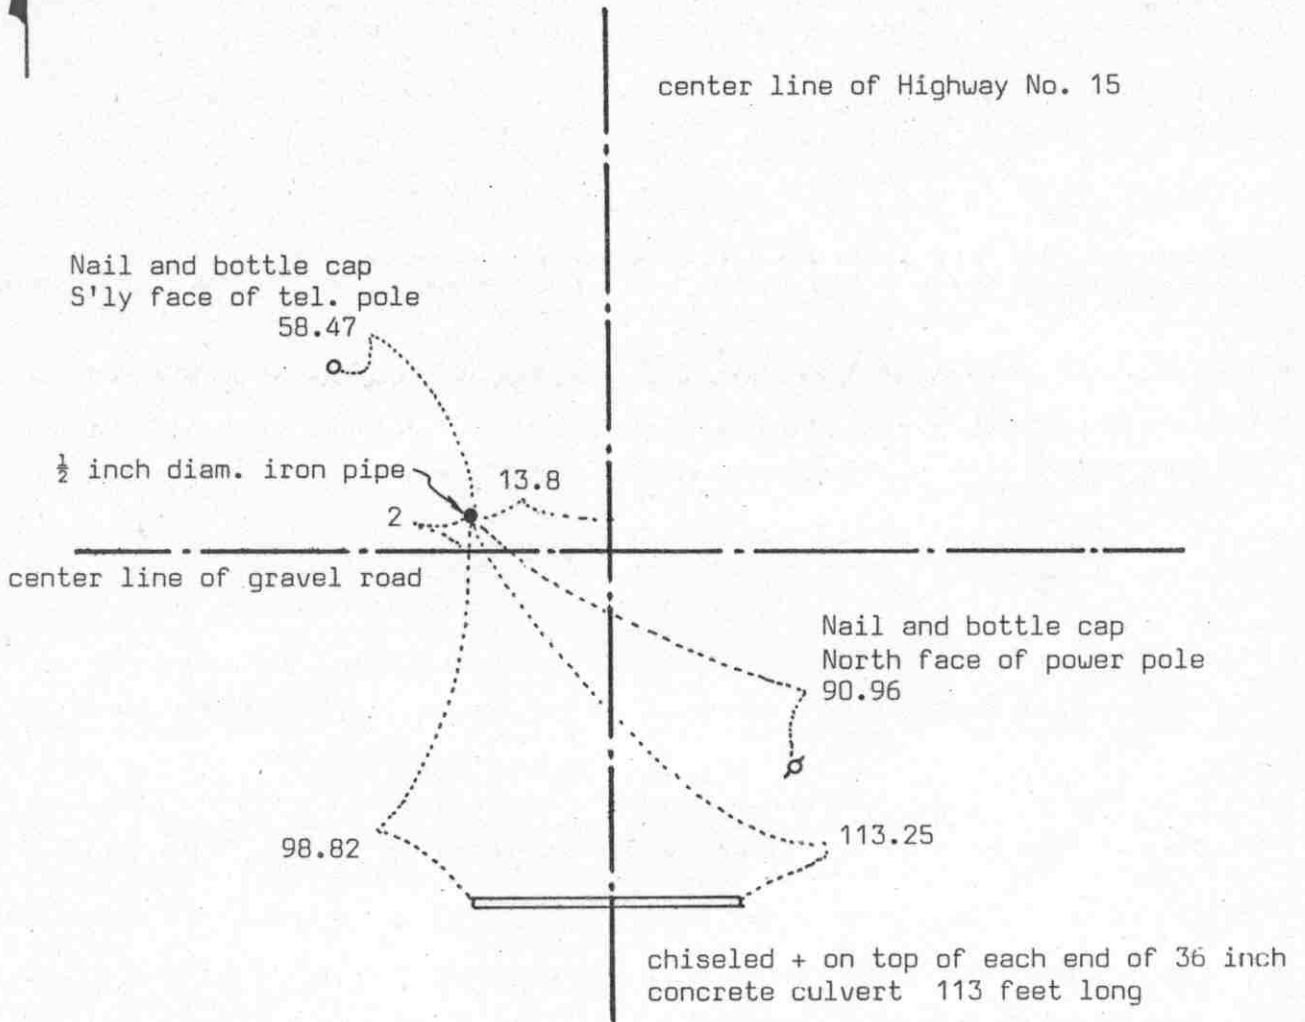 center line of Highway No. 15
Nail and bottle cap
S'ly face of tel. pole
58.47
½ inch diam. iron pipe
13.8
2
center line of gravel road
Nail and bottle cap
North face of power pole
90.96
98.82
113.25
chiseled + on top of each end of 36 inch
concrete culvert 113 feet long